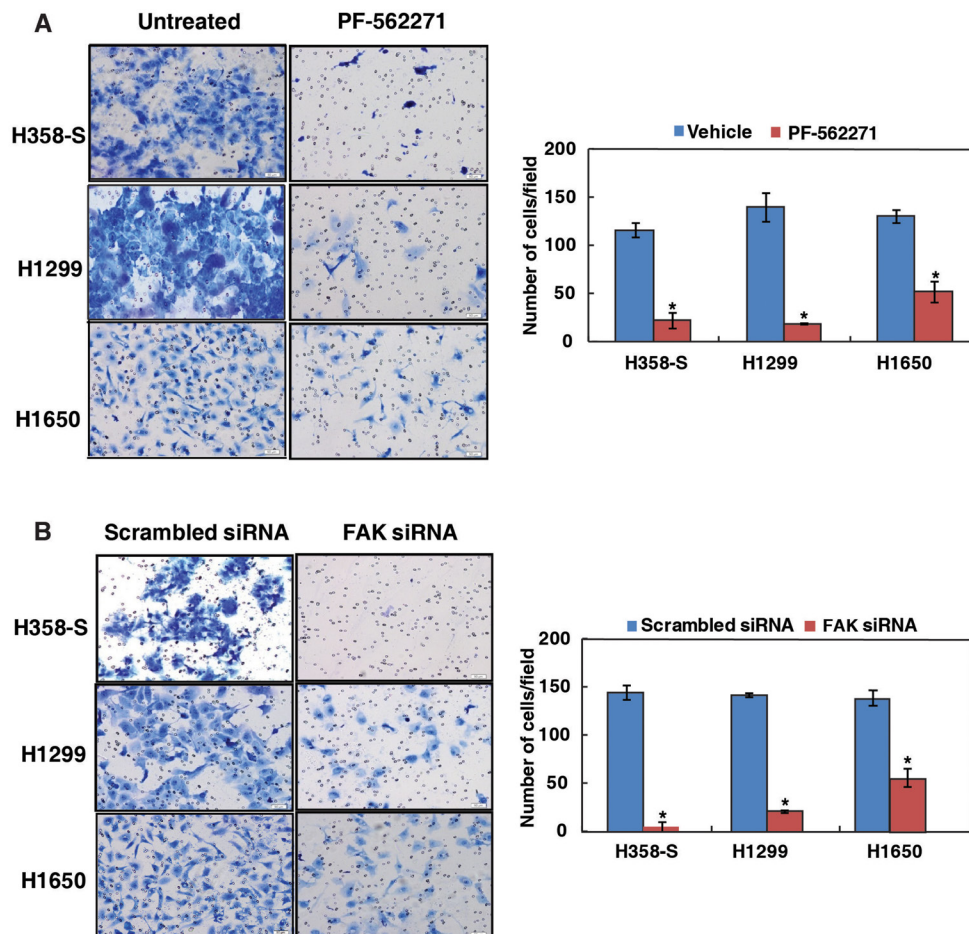 A
Untreated
PF-562271
H358-S
H1299
H1650
Vehicle
PF-562271
Number of cells/field
200
150
100
50
0
*
*
*
H358-S
H1299
H1650
B
Scrambled siRNA
FAK siRNA
H358-S
H1299
H1650
Scrambled siRNA
FAK siRNA
Number of cells/field
200
150
100
50
0
*
*
*
H358-S
H1299
H1650